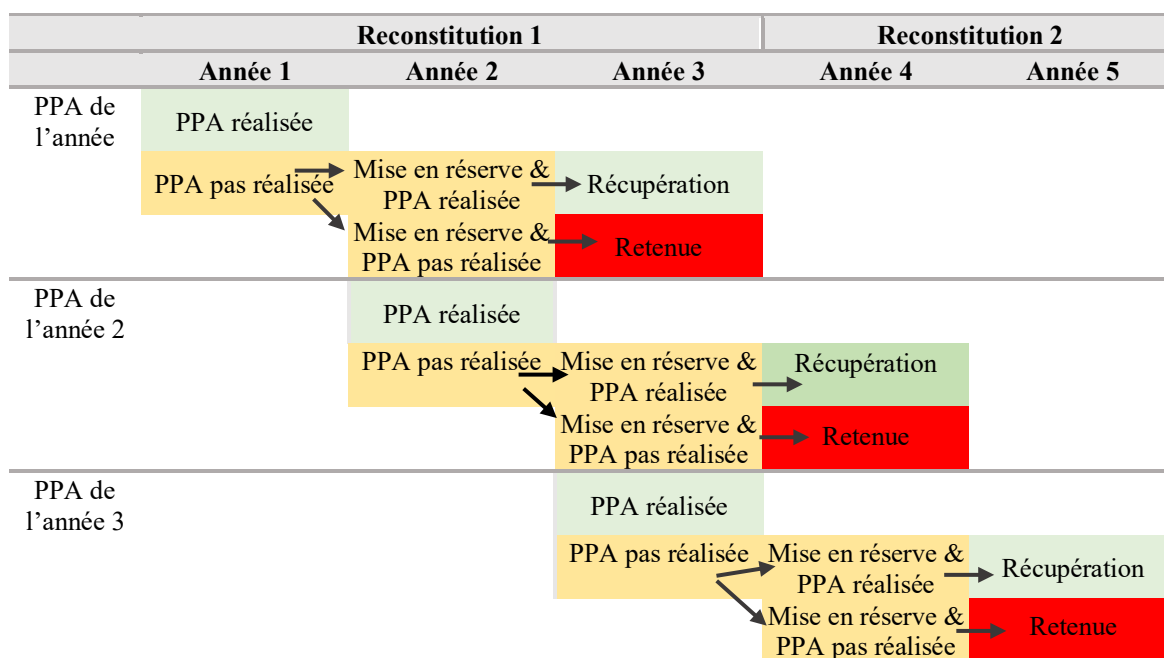 Reconstitution 1 Reconstitution 2
Année 1 Année 2 Année 3 Année 4 Année 5
PPA de
l’année
PPA réalisée
PPA pas réalisée
Mise en réserve &
PPA réalisée
Récupération
Mise en réserve &
PPA pas réalisée
Retenue
PPA de
l’année 2
PPA réalisée
PPA pas réalisée
Mise en réserve &
PPA réalisée
Récupération
Mise en réserve &
PPA pas réalisée
Retenue
PPA de
l’année 3
PPA réalisée
PPA pas réalisée
Mise en réserve &
PPA réalisée
Récupération
Mise en réserve &
PPA pas réalisée
Retenue